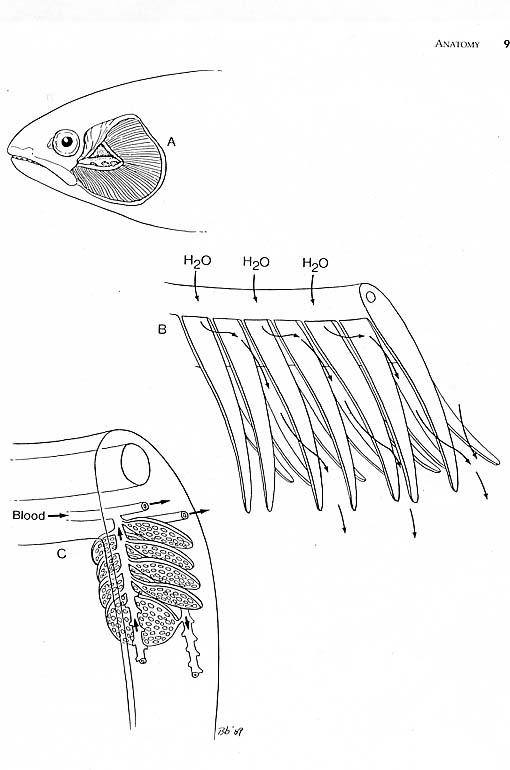 ANATOMY 9
A
H2O H2O H2O
B
Blood
C
Bb '89